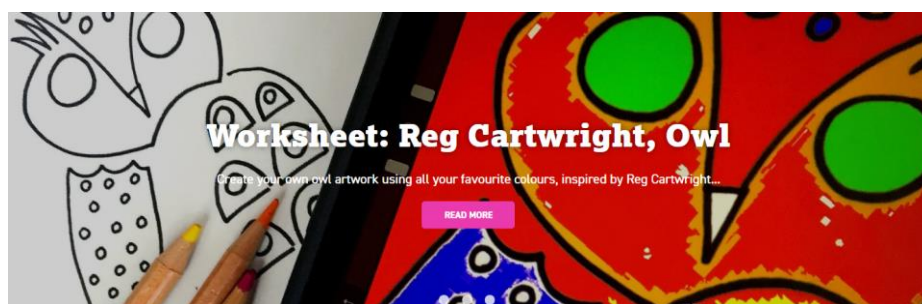 Worksheet: Reg Cartwright, Owl
Create your own owl artwork using all your favourite colours, inspired by Reg Cartwright...
READ MORE